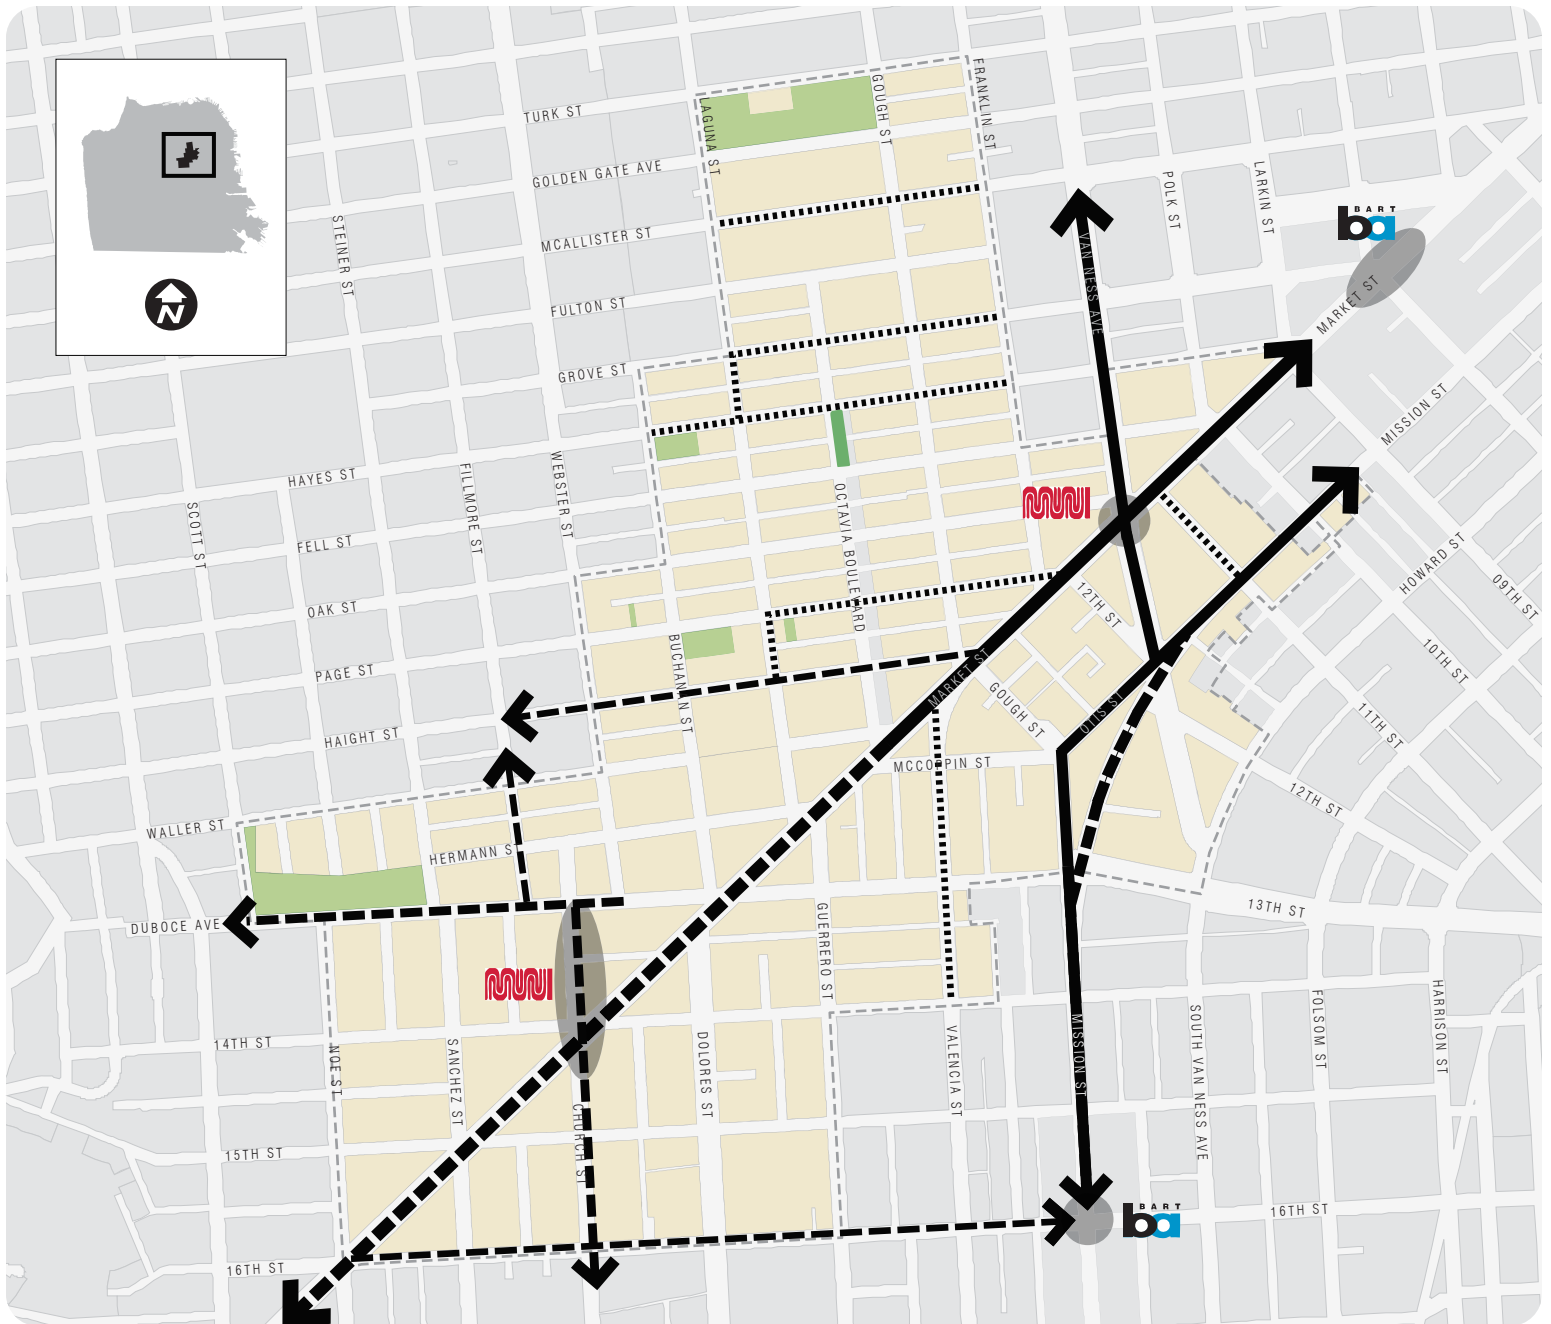 TURK ST
LAGUNA ST
GOUGH ST
FRANKLIN ST
GOLDEN GATE AVE
LARKIN ST
POLK ST
BART
ba
STEINER ST
MCALLISTER ST
VAN NESS AVE
MARKET ST
N
FULTON ST
GROVE ST
MISSION ST
WEBSTER ST
FILLMORE ST
HAYES ST
SCOTT ST
OCTAVIA BOULEVARD
MUNI
FELL ST
HOWARD ST
09TH ST
12TH ST
OAK ST
BUCHANAN ST
10TH ST
PAGE ST
MARKET ST
GOUGH ST
OTIS ST
11TH ST
HAIGHT ST
MCCOPPIN ST
12TH ST
WALLER ST
HERMANN ST
GUERRERO ST
13TH ST
DUBOCE AVE
MUNI
14TH ST
NOE ST
SANCHEZ ST
DOLORES ST
VALENCIA ST
MISSION ST
SOUTH VAN NESS AVE
FOLSOM ST
HARRISON ST
CHURCH ST
15TH ST
BART
ba
16TH ST
16TH ST